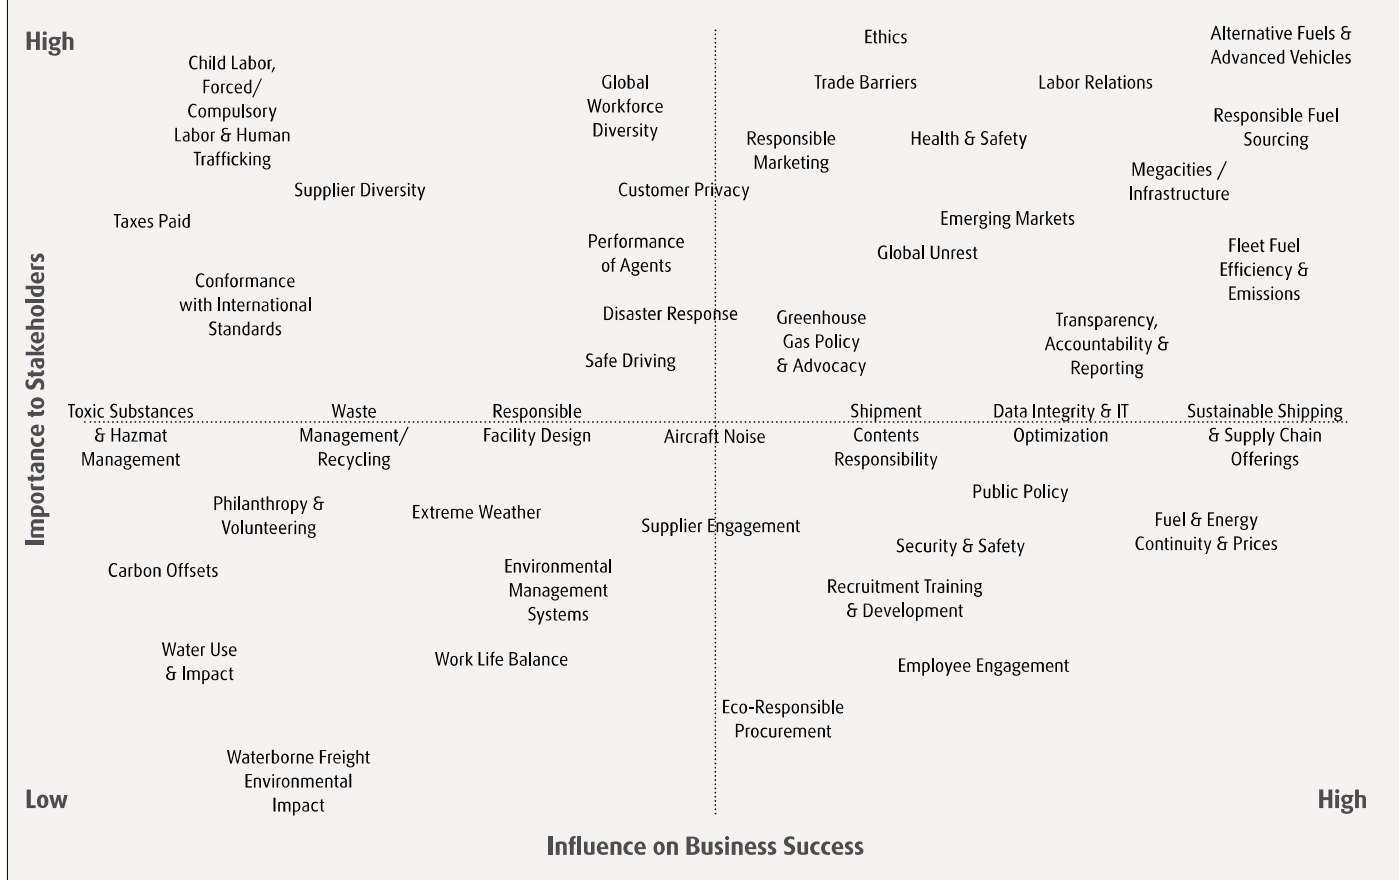 High
Ethics
Alternative Fuels &
Advanced Vehicles
Child Labor,
Forced/
Compulsory
Labor & Human
Trafficking
Global
Workforce
Diversity
Trade Barriers
Labor Relations
Responsible
Marketing
Health & Safety
Responsible Fuel
Sourcing
Megacities /
Infrastructure
Supplier Diversity
Customer Privacy
Taxes Paid
Emerging Markets
Performance
of Agents
Global Unrest
Fleet Fuel
Efficiency &
Emissions
Conformance
with International
Standards
Disaster Response
Greenhouse
Gas Policy
& Advocacy
Transparency,
Accountability &
Reporting
Safe Driving
Importance to Stakeholders
Toxic Substances
& Hazmat
Management
Waste
Management/
Recycling
Responsible
Facility Design
Aircraft Noise
Shipment
Contents
Responsibility
Data Integrity & IT
Optimization
Sustainable Shipping
& Supply Chain
Offerings
Philanthropy &
Volunteering
Extreme Weather
Supplier Engagement
Public Policy
Security & Safety
Fuel & Energy
Continuity & Prices
Carbon Offsets
Environmental
Management
Systems
Recruitment Training
& Development
Water Use
& Impact
Work Life Balance
Employee Engagement
Eco-Responsible
Procurement
Waterborne Freight
Environmental
Impact
Low
High
Influence on Business Success